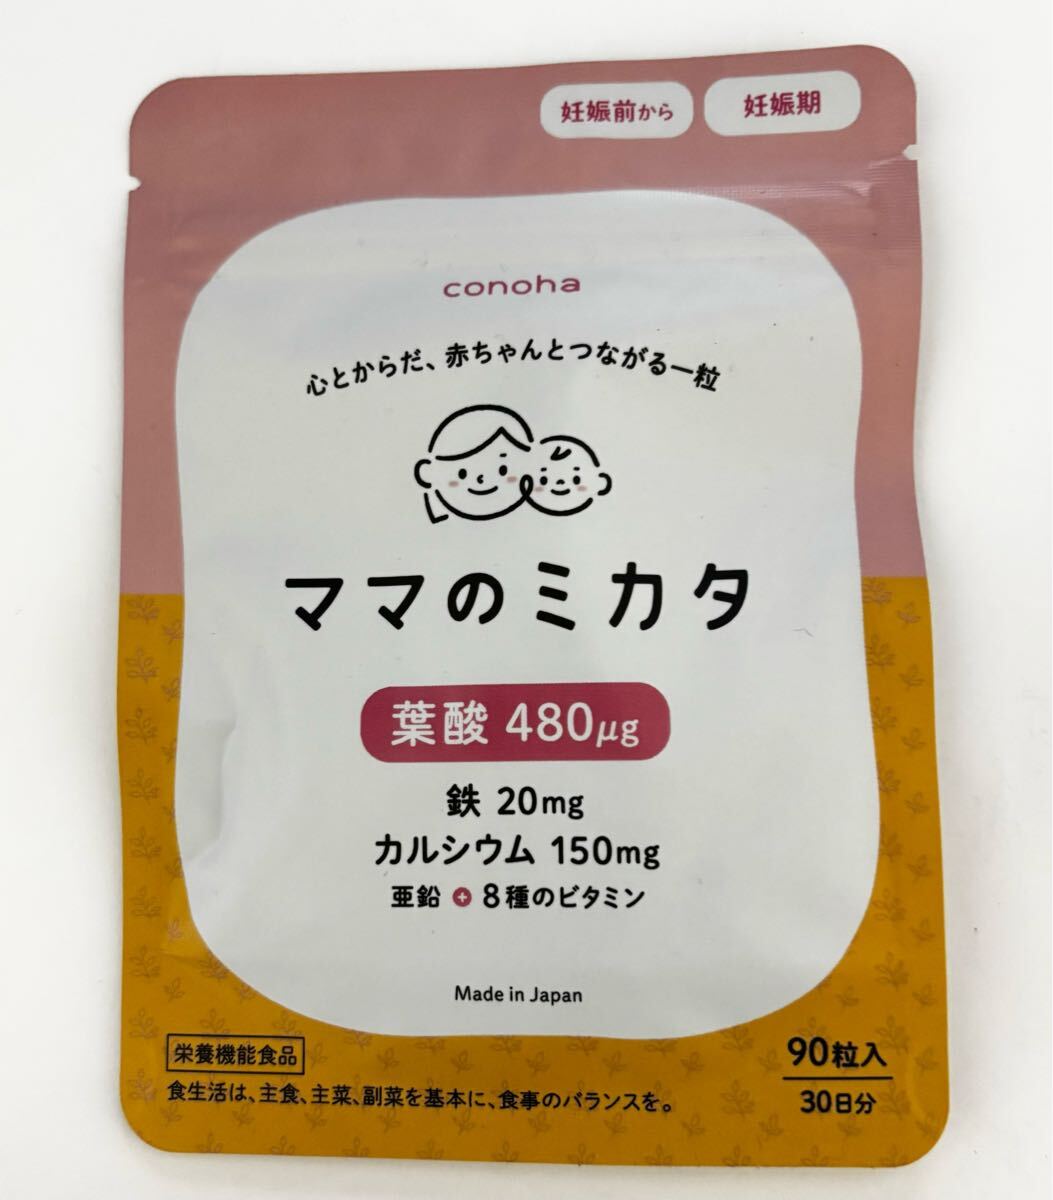 妊娠前から
妊娠期
conoha
心とからだ、赤ちゃんとつながる一粒
ママのミカタ
葉酸 480μg
鉄 20mg
カルシウム 150mg
亜鉛 + 8種のビタミン
Made in Japan
栄養機能食品
食生活は、主食、主菜、副菜を基本に、食事のバランスを。
90粒入
30日分